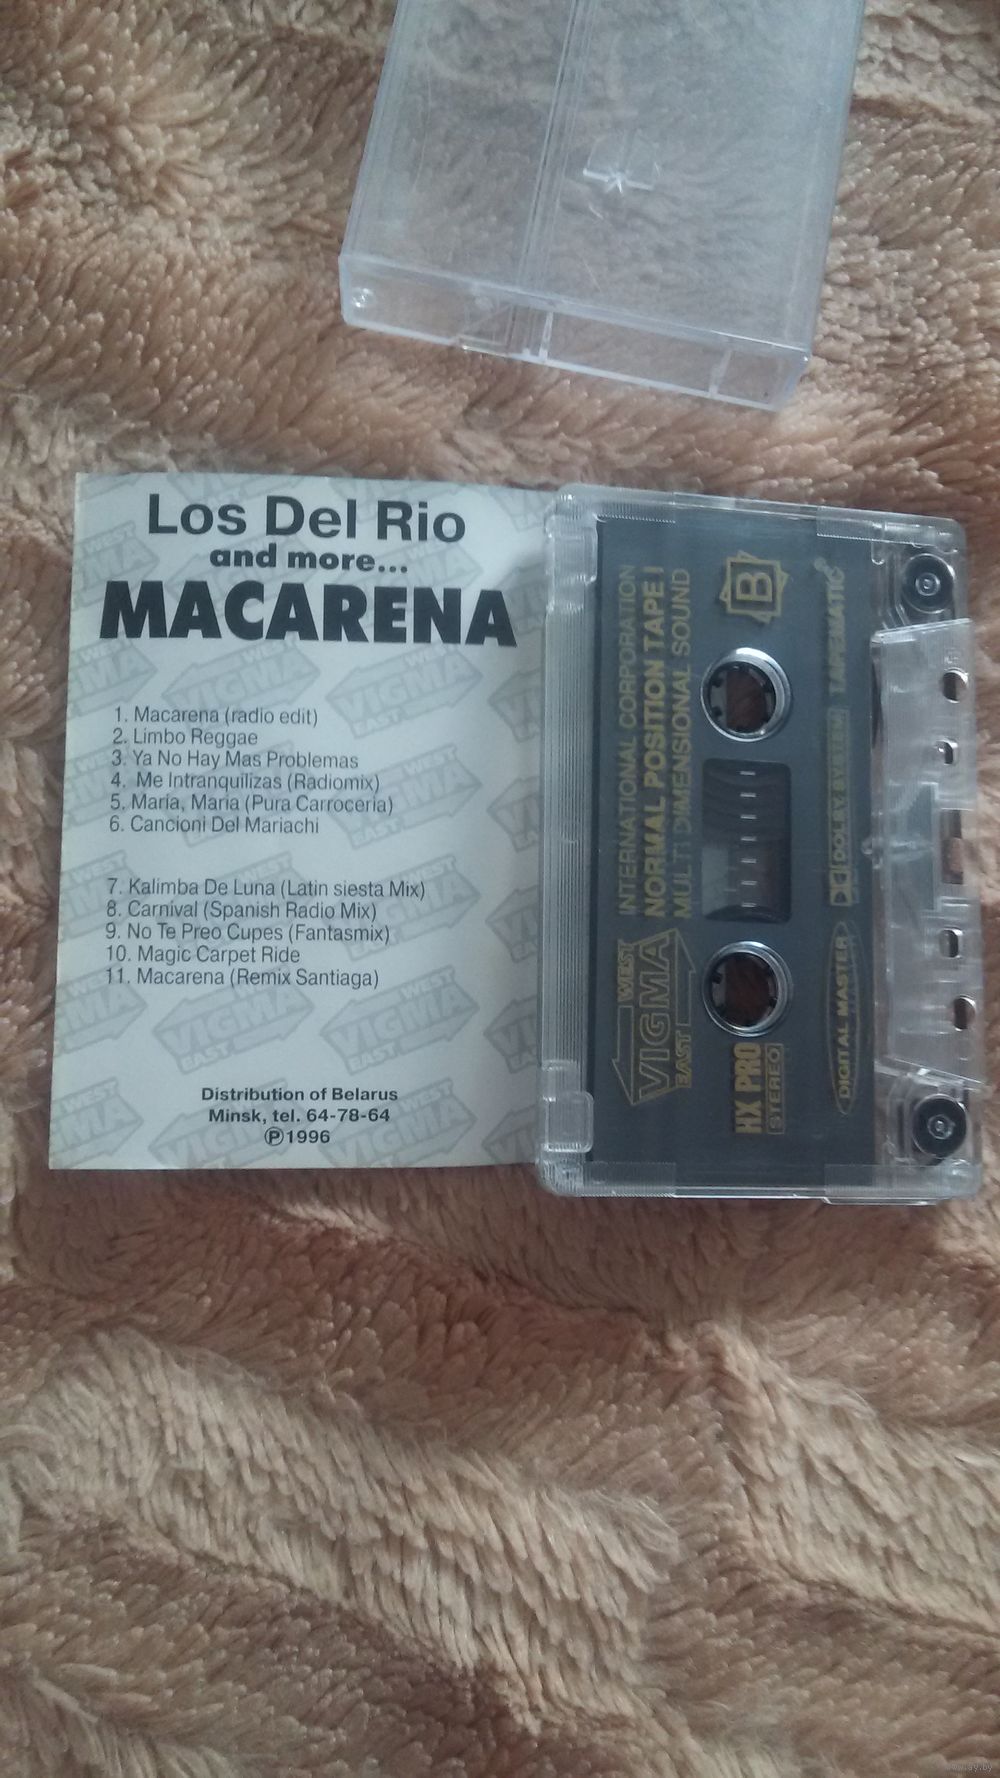 Los Del Rio
and more...
MACARENA
1. Macarena (radio edit)
2. Limbo Reggae
3. Ya No Hay Mas Problemas
4. Me Intranquilizas (Radiomix)
5. María, Maria (Pura Carroceria)
6. Cancioni Del Mariachi
7. Kalimba De Luna (Latin siesta Mix)
8. Carnival (Spanish Radio Mix)
9. No Te Preo Cupes (Fantasmix)
10. Magic Carpet Ride
11. Macarena (Remix Santiaga)
Distribution of Belarus
Minsk, tel. 64-78-64
℗1996
WEST
VIGMA
EAST
INTERNATIONAL CORPORATION
NORMAL POSITION TAPE I
MULTI DIMENSIONAL SOUND
B
HX PRO
STEREO
DIGITAL MASTER
DOLBY SYSTEM
TAPEMATIC